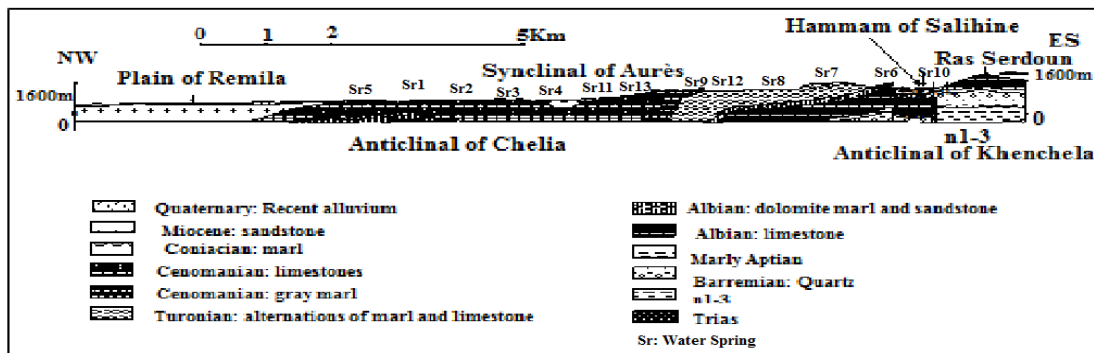 Hammam of Salihine
0 1 2 5Km
NW
ES
Ras Serdoun
Plain of Remila
Synclinal of Aurès
1600m
1600m
Sr5 Sr1 Sr2 Sr3 Sr4 Sr11 Sr13 Sr9 Sr12 Sr8 Sr7 Sr6 Sr10
0
0
n1-3
Anticlinal of Chelia
Anticlinal of Khenchela
Quaternary: Recent alluvium
Miocene: sandstone
Coniacian: marl
Cenomanian: limestones
Cenomanian: gray marl
Turonian: alternations of marl and limestone
Albian: dolomite marl and sandstone
Albian: limestone
Marly Aptian
Barremian: Quartz
n1-3
Trias
Sr: Water Spring